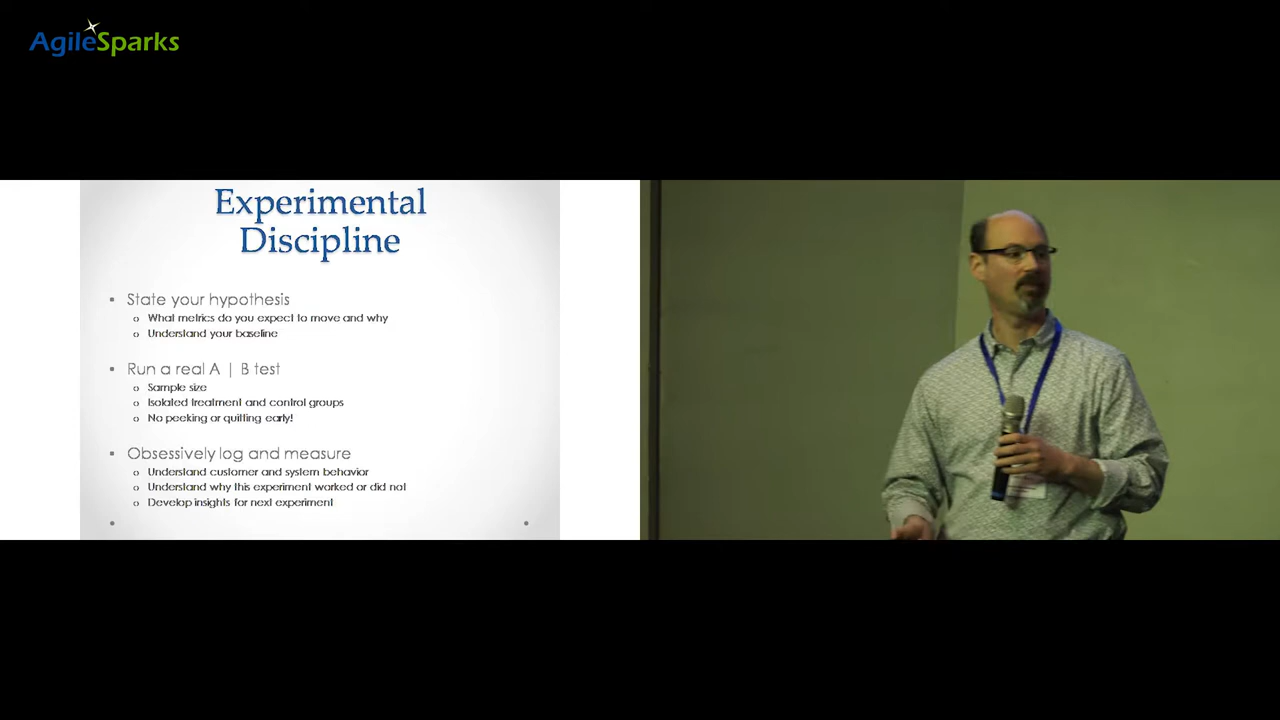 AgileSparks
Experimental
Discipline
• State your hypothesis
o What metrics do you expect to move and why
o Understand your baseline
• Run a real A | B test
o Sample size
o Isolated treatment and control groups
o No peeking or quitting early!
• Obsessively log and measure
o Understand customer and system behavior
o Understand why this experiment worked or did not
o Develop insights for next experiment